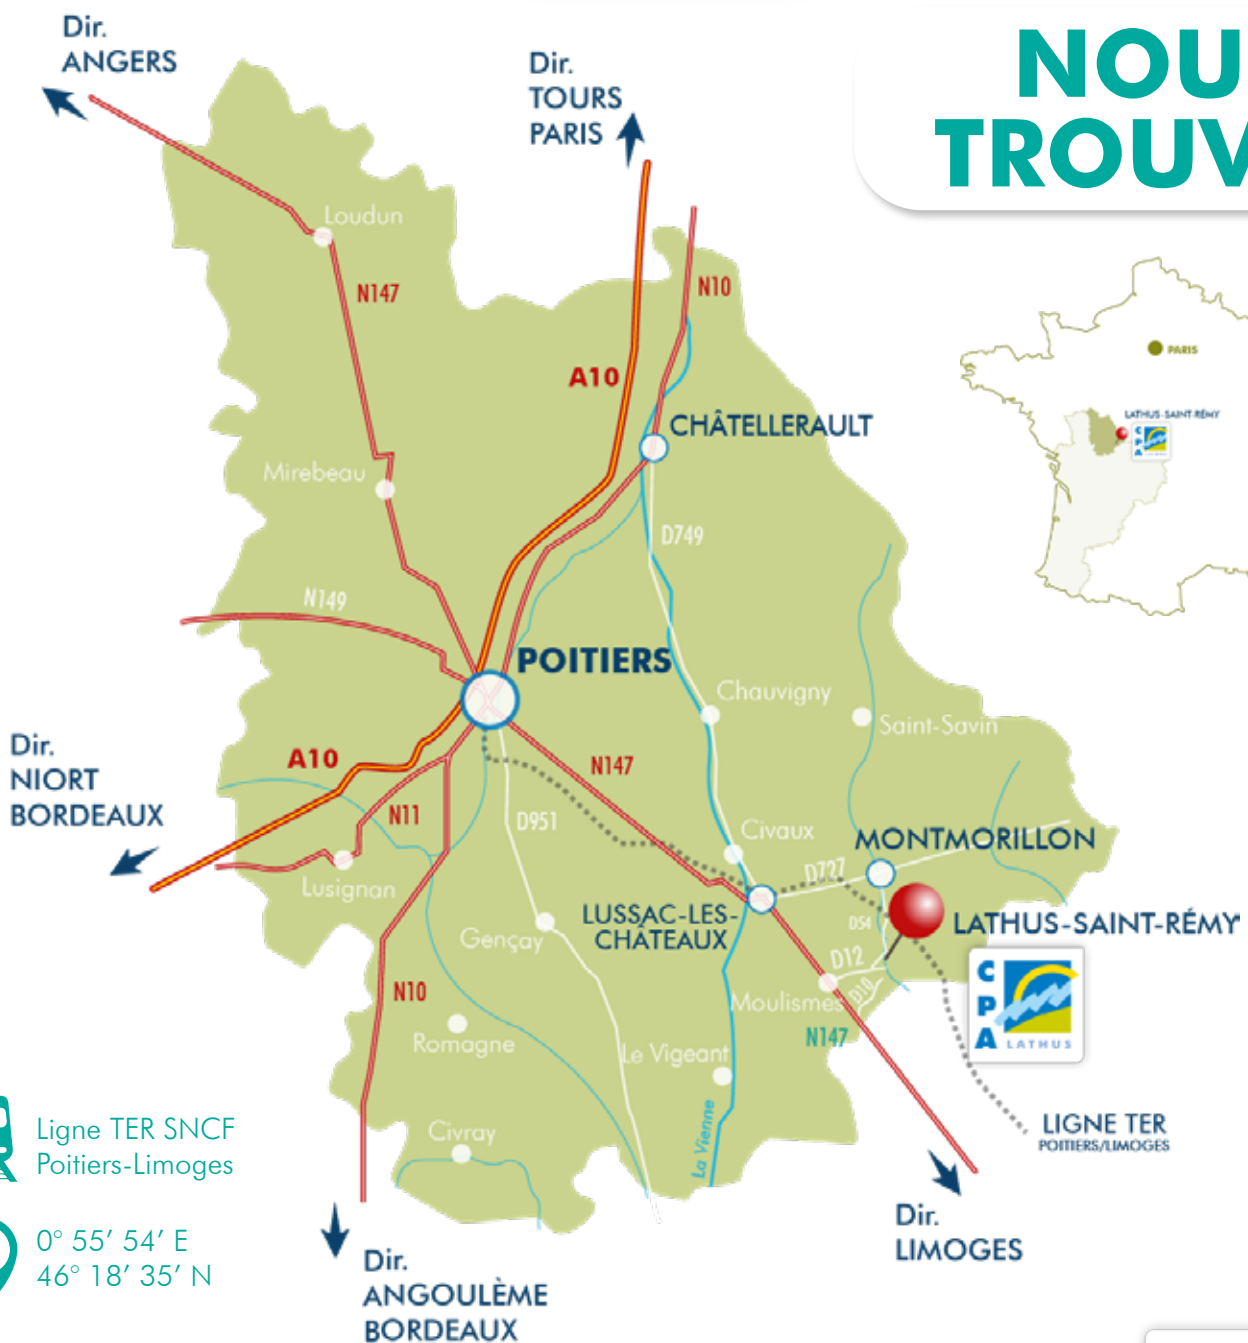 Dir.
ANGERS
Dir.
TOURS
PARIS
NOU
TROUV
Loudun
N147
N10
A10
PARIS
CHÂTELLERAULT
LATHUS-SAINT-RÉMY
CPA
Mirebeau
D749
N149
POITIERS
Chauvigny
Saint-Savin
Dir.
NIORT
BORDEAUX
A10
N147
N11
D951
Civaux
MONTMORILLON
D727
Lusignan
LUSSAC-LES-
CHÂTEAUX
D54
LATHUS-SAINT-RÉMY
Gençay
D12
D10
CPA
LATHUS
N10
Moulismes
N147
Romagne
Le Vigeant
La Vienne
Civray
LIGNE TER
POITIERS/LIMOGES
Ligne TER SNCF
Poitiers-Limoges
Dir.
LIMOGES
0° 55’ 54’ E
46° 18’ 35’ N
Dir.
ANGOULÈME
BORDEAUX